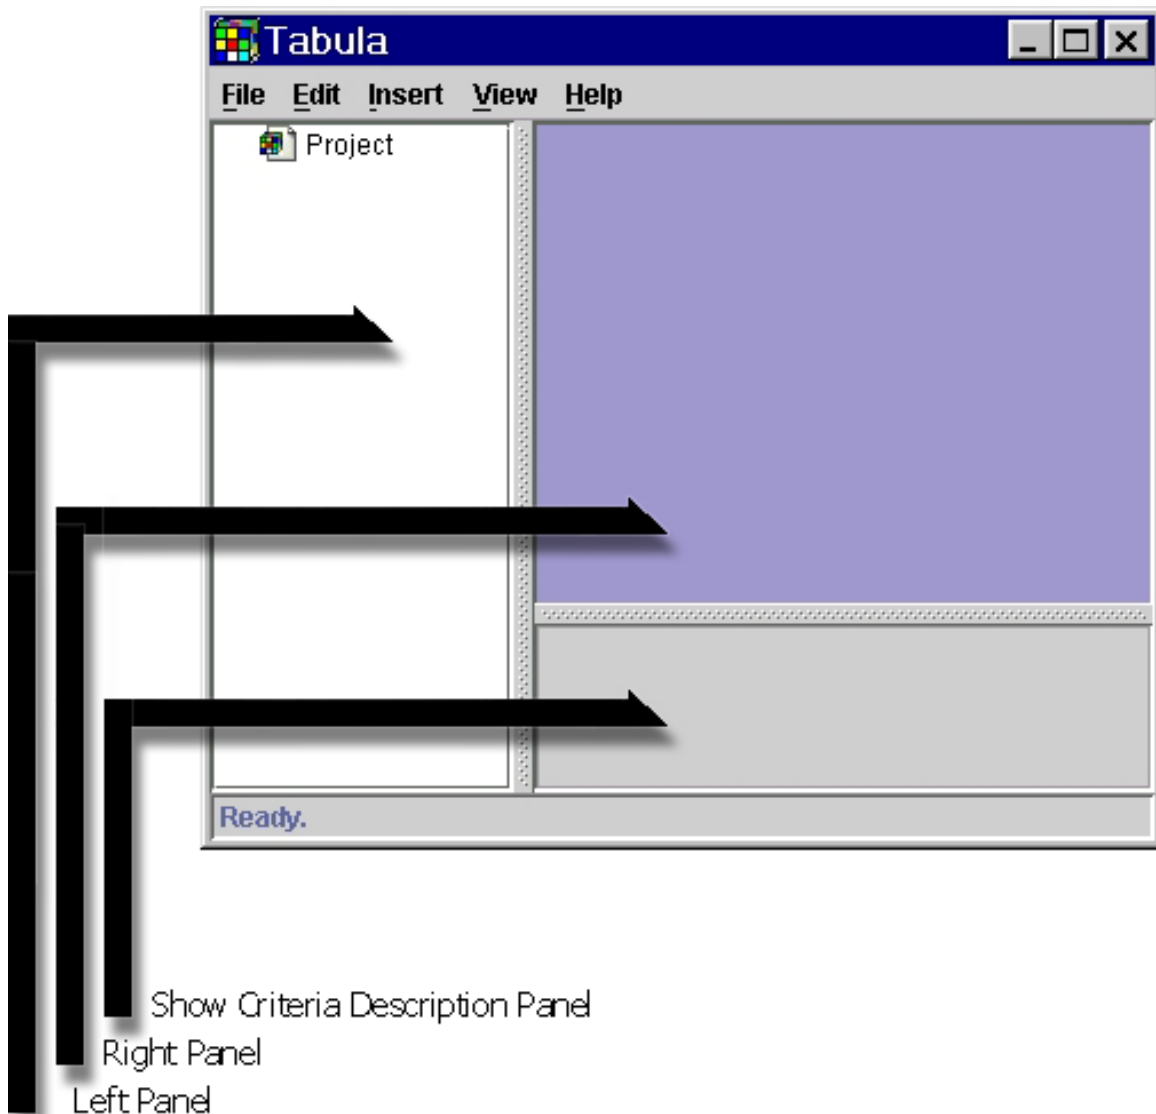 Tabula
File Edit Insert View Help
Project
Ready.
Show Criteria Description Panel
Right Panel
Left Panel